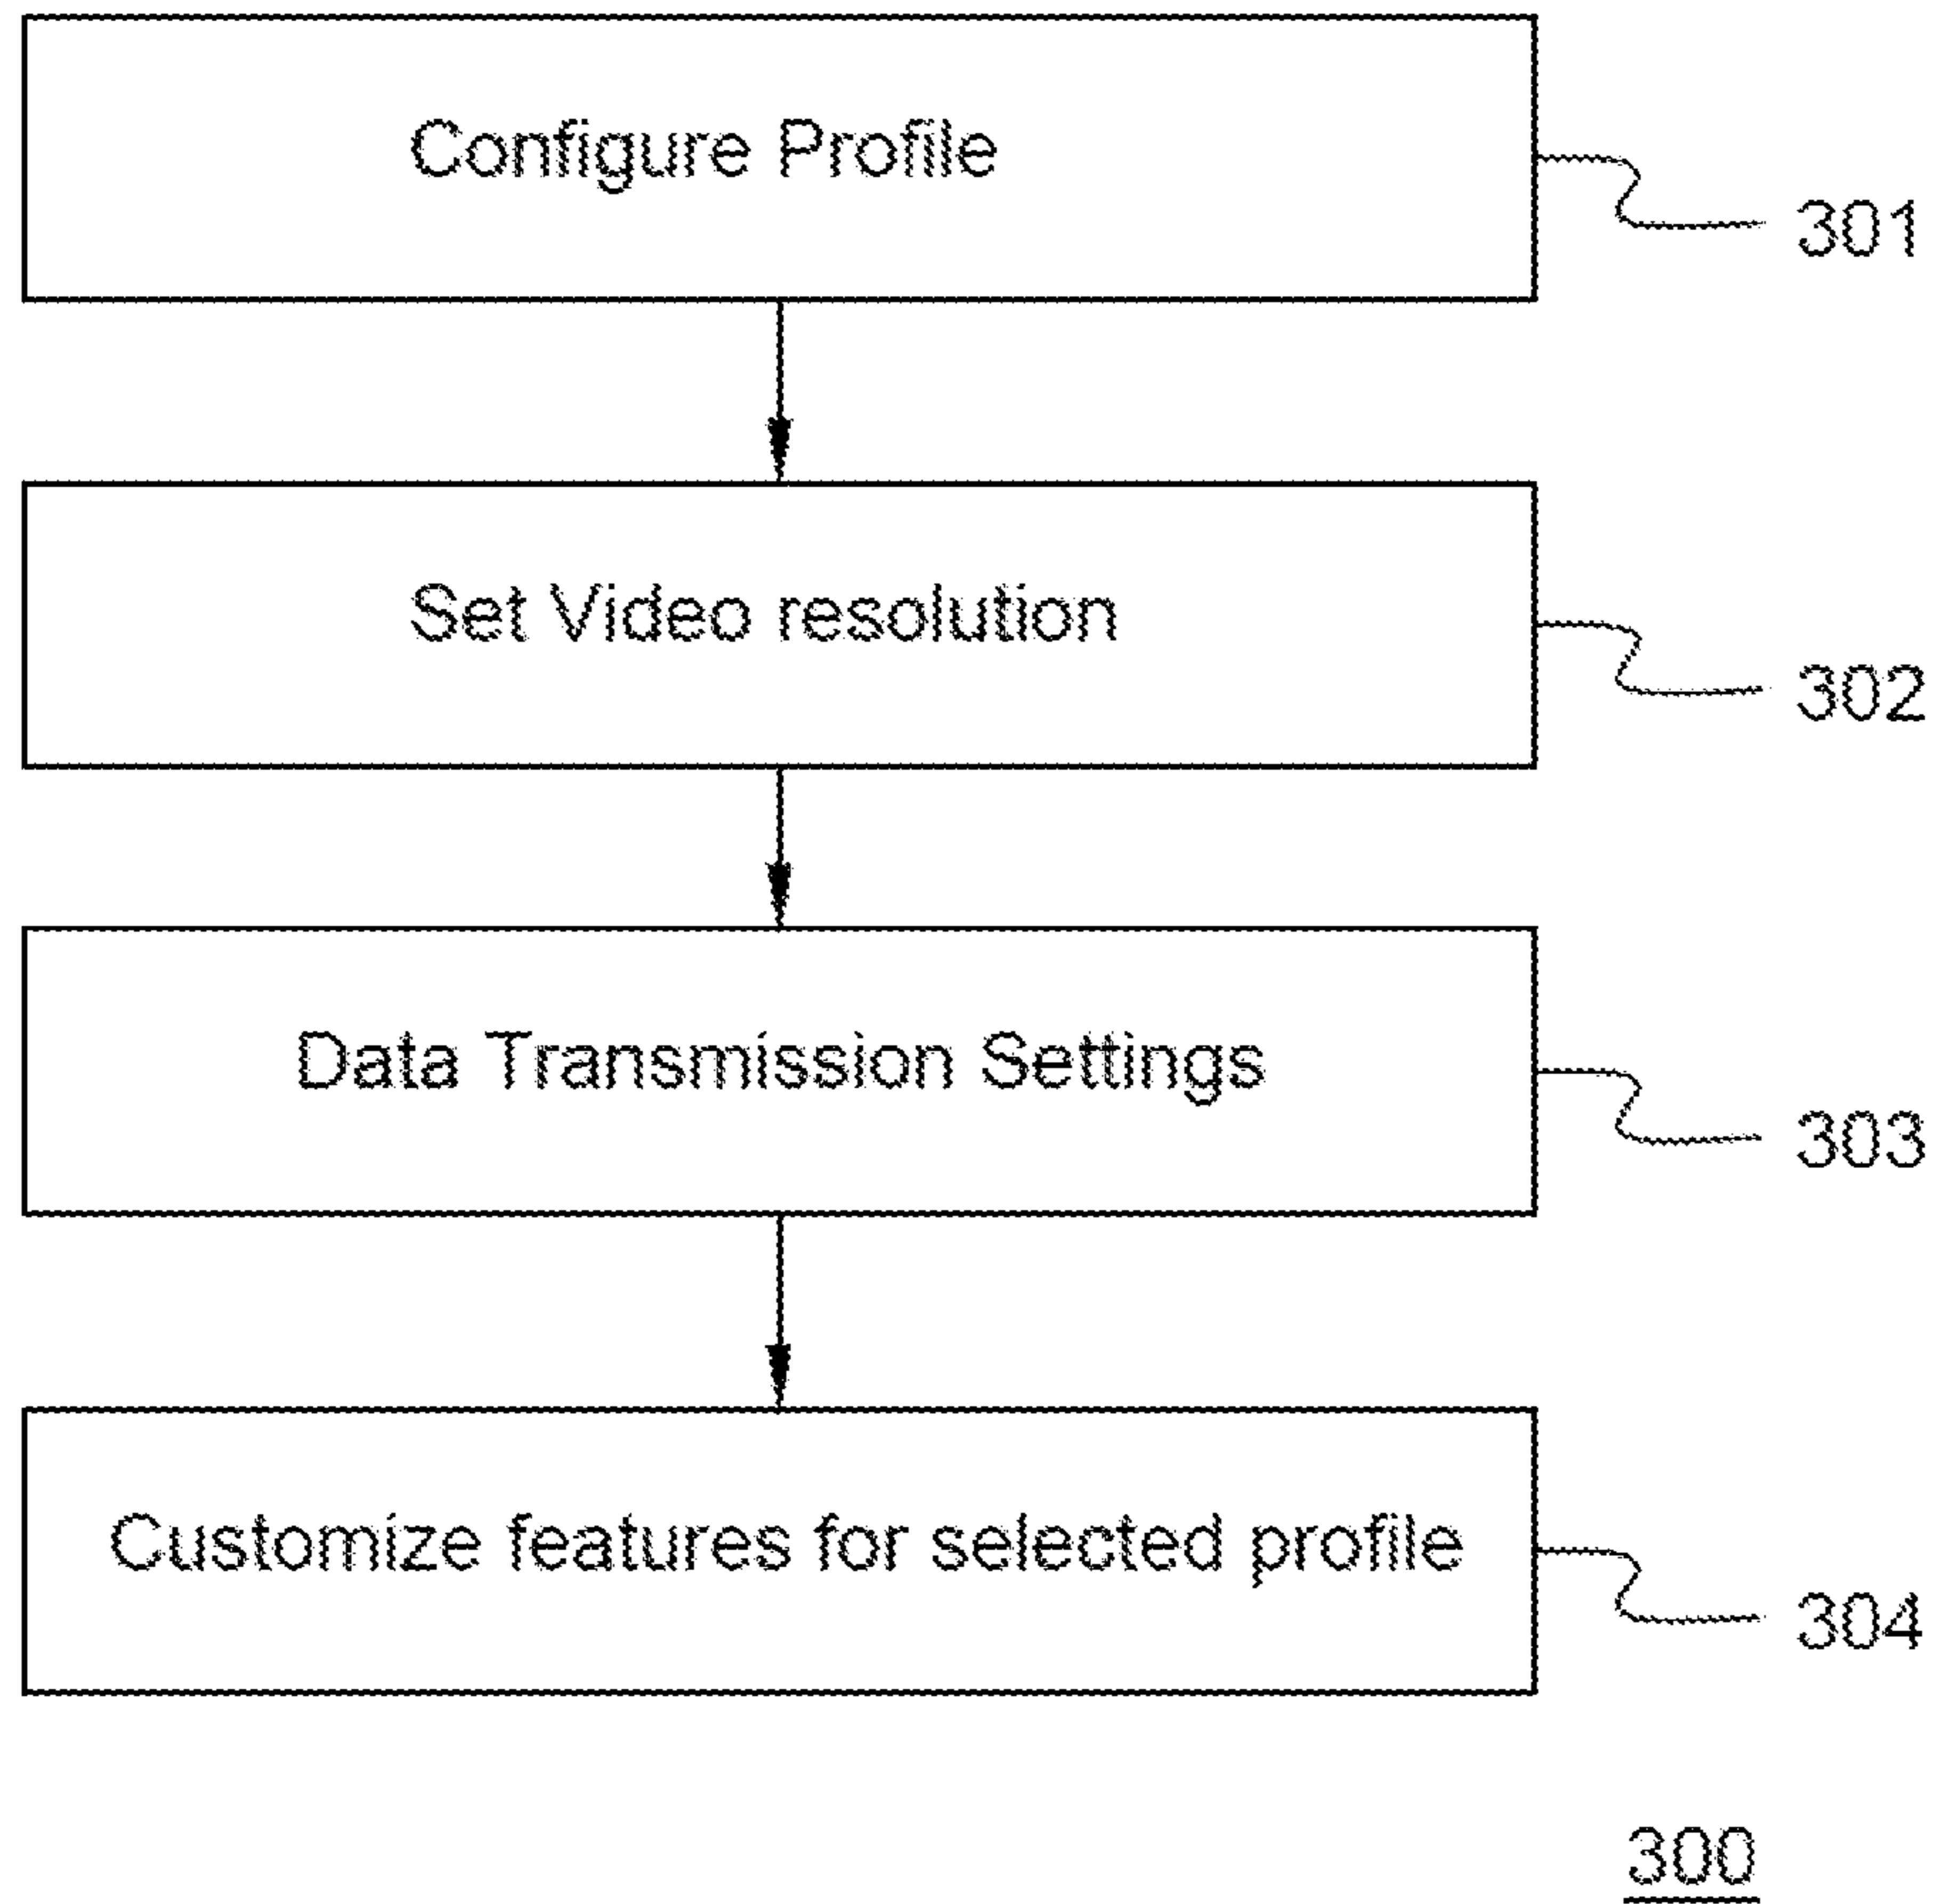 Configure Profile
301
Set Video resolution
302
Data Transmission Settings
303
Customize features for selected profile
304
300